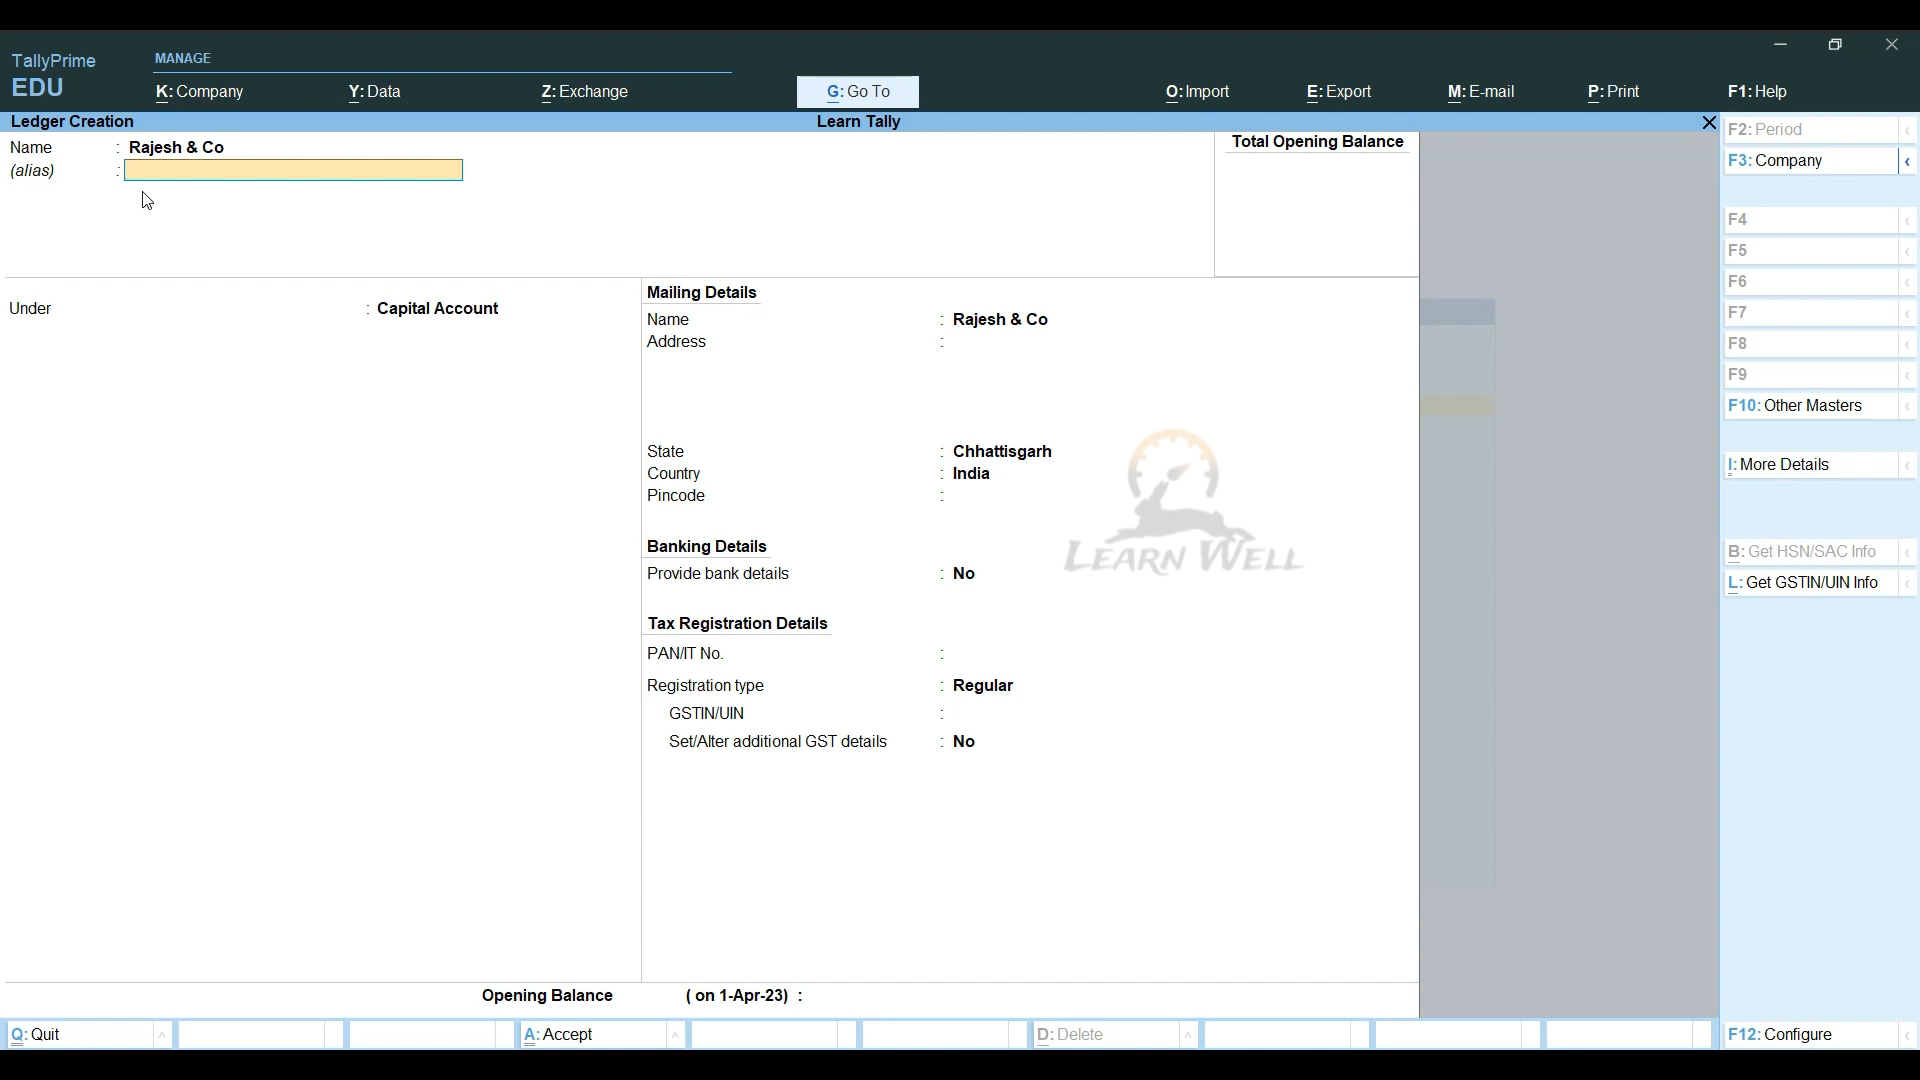 TallyPrime
EDU
MANAGE
K: Company Y: Data Z: Exchange G: Go To O: Import E: Export M: E-mail P: Print F1: Help
Ledger Creation Learn Tally
Name : Rajesh & Co
(alias) :
Total Opening Balance
Under : Capital Account
Mailing Details
Name : Rajesh & Co
Address :
State : Chhattisgarh
Country : India
Pincode :
Banking Details
Provide bank details : No
Tax Registration Details
PAN/IT No. :
Registration type : Regular
GSTIN/UIN :
Set/Alter additional GST details : No
LEARN WELL
Opening Balance ( on 1-Apr-23) :
F2: Period
F3: Company
F4
F5
F6
F7
F8
F9
F10: Other Masters
I: More Details
B: Get HSN/SAC Info
L: Get GSTIN/UIN Info
Q: Quit A: Accept D: Delete F12: Configure